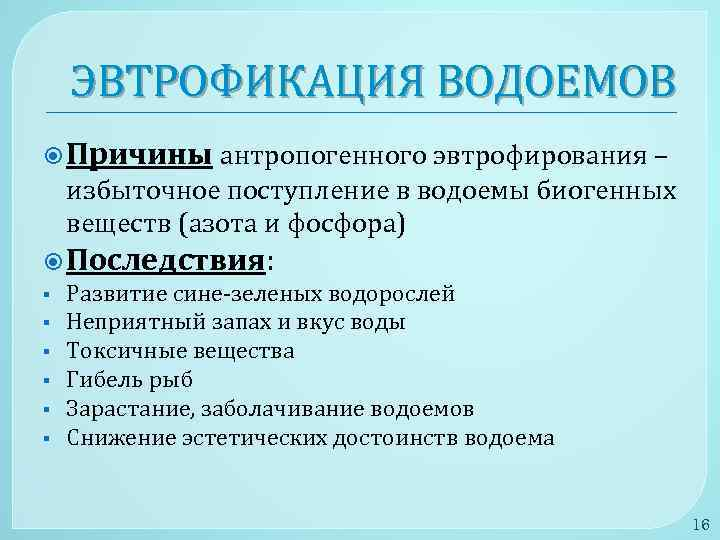 ЭВТРОФИКАЦИЯ ВОДОЕМОВ
Причины антропогенного эвтрофирования –
избыточное поступление в водоемы биогенных
веществ (азота и фосфора)
Последствия:
Развитие сине-зеленых водорослей
Неприятный запах и вкус воды
Токсичные вещества
Гибель рыб
Зарастание, заболачивание водоемов
Снижение эстетических достоинств водоема
16